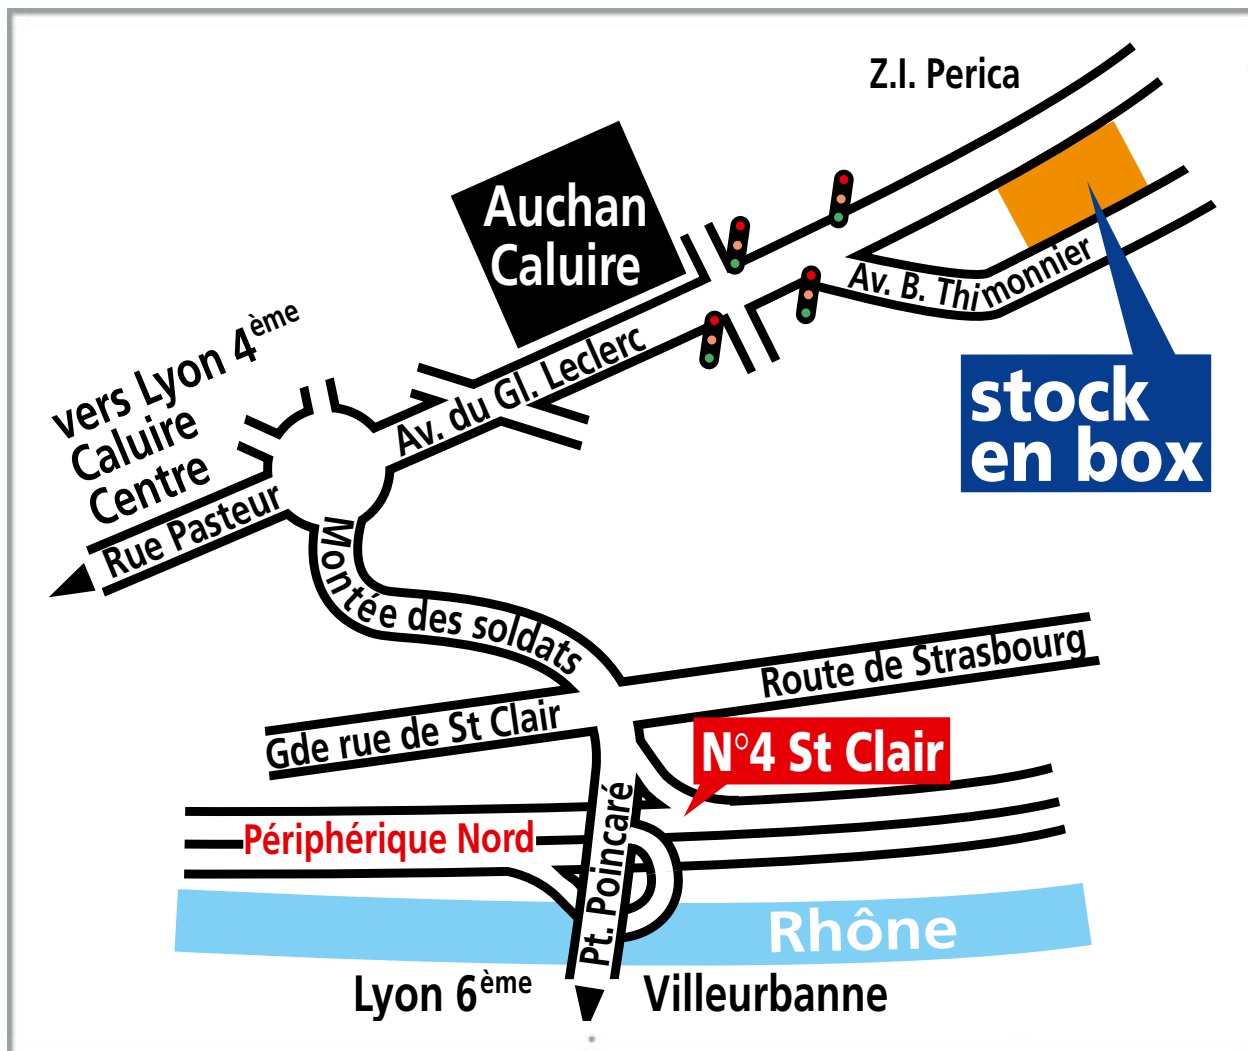 Z.I. Perica
Auchan
Caluire
Av. B. Thimonnier
vers Lyon 4ème
Caluire
Centre
Av. du Gl. Leclerc
stock
en box
Rue Pasteur
Montée des soldats
Route de Strasbourg
Gde rue de St Clair
N°4 St Clair
Périphérique Nord
Pt. Poincaré
Rhône
Lyon 6ème
Villeurbanne